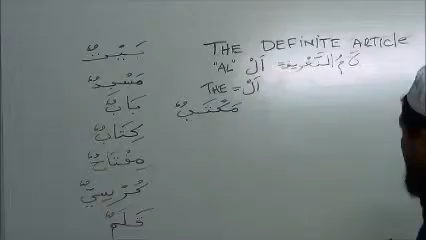 THE DEFINITE ARTICLE
"AL" اَلْ لَامُ التَّعْرِيفِ
THE = اَلْ
مَكْتَبٌ
بَيْتٌ
مَسْجِدٌ
بَابٌ
كِتَابٌ
مِفْتَاحٌ
كُرْسِيٌّ
قَلَمٌ